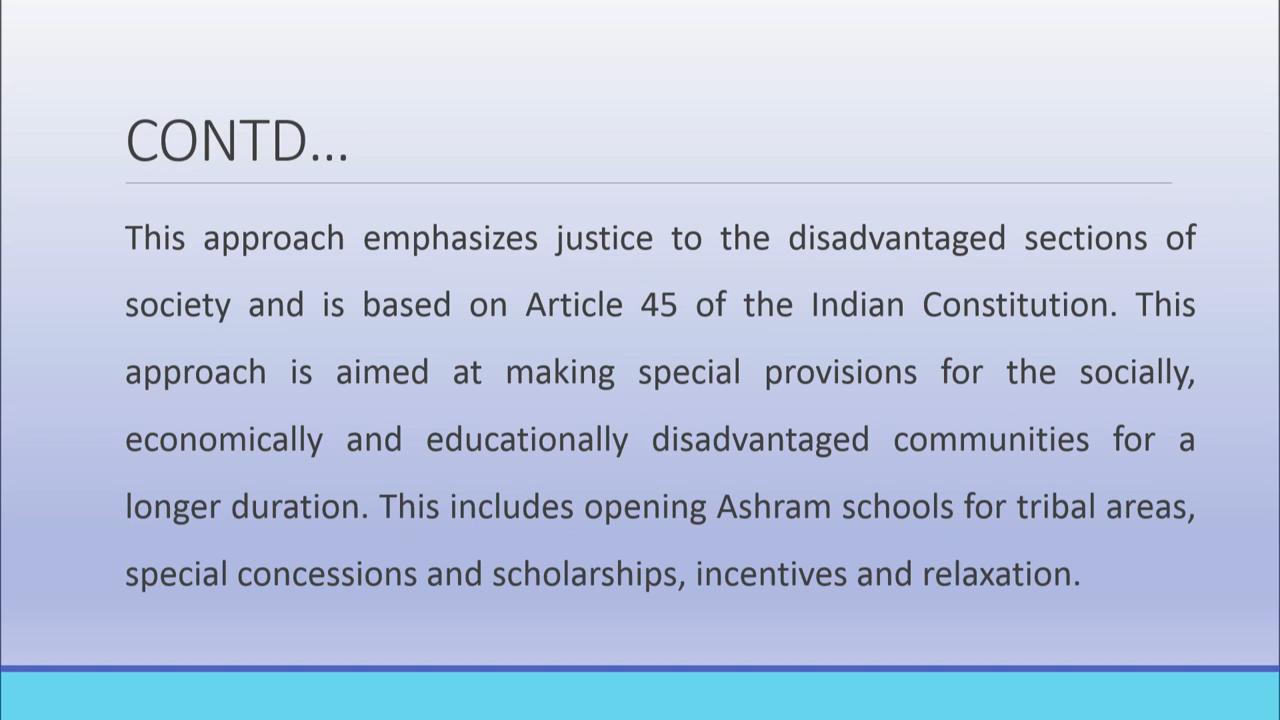 CONTD...
This approach emphasizes justice to the disadvantaged sections of
society and is based on Article 45 of the Indian Constitution. This
approach is aimed at making special provisions for the socially,
economically and educationally disadvantaged communities for a
longer duration. This includes opening Ashram schools for tribal areas,
special concessions and scholarships, incentives and relaxation.